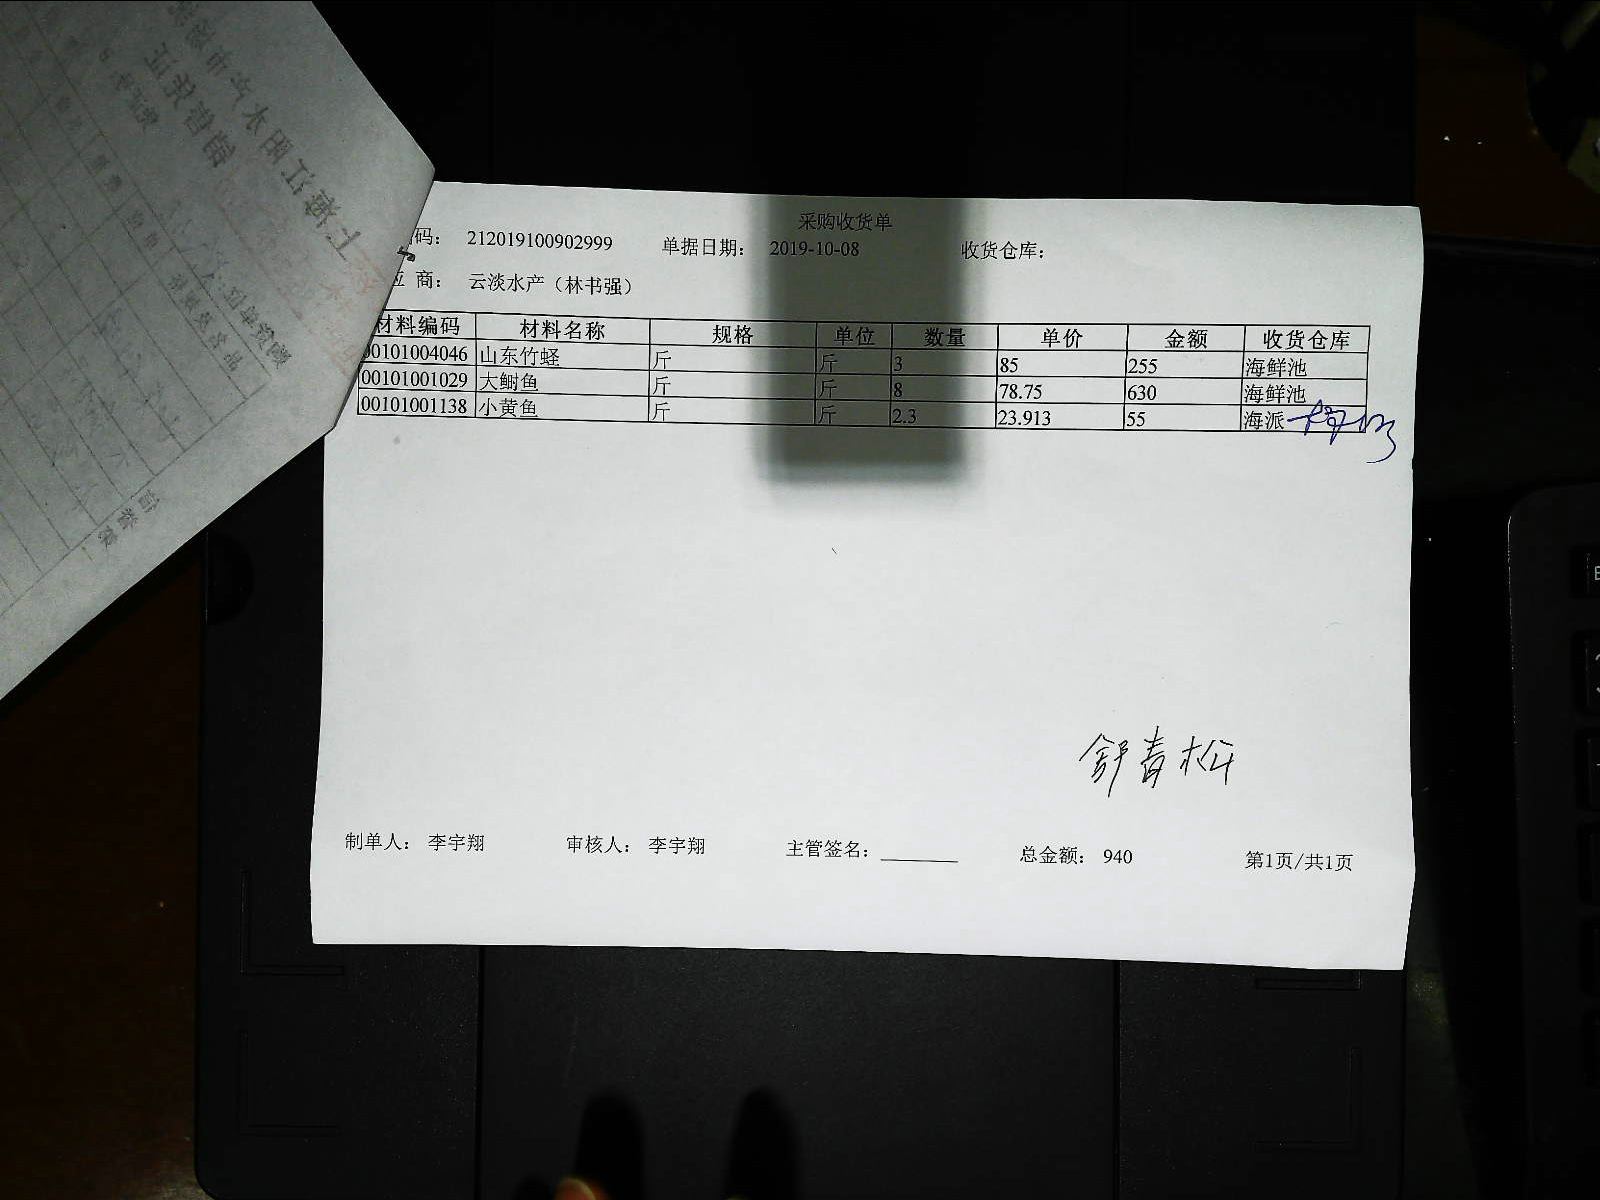 采购收货单
码： 212019100902999 单据日期： 2019-10-08 收货仓库：
应 商： 云淡水产（林书强）
材料编码 材料名称 规格 单位 数量 单价 金额 收货仓库
00101004046 山东竹蛏 斤 斤 3 85 255 海鲜池
00101001029 大鲥鱼 斤 斤 8 78.75 630 海鲜池
00101001138 小黄鱼 斤 斤 2.3 23.913 55 海派
舒青松
制单人： 李宇翔 审核人： 李宇翔 主管签名： 总金额： 940 第1页/共1页